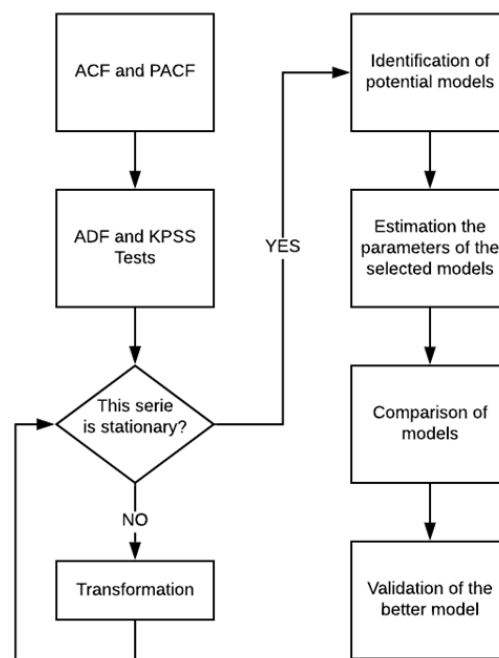 ACF and PACF
ADF and KPSS
Tests
This serie
is stationary?
NO
Transformation
YES
Identification of
potential models
Estimation the
parameters of the
selected models
Comparison of
models
Validation of the
better model